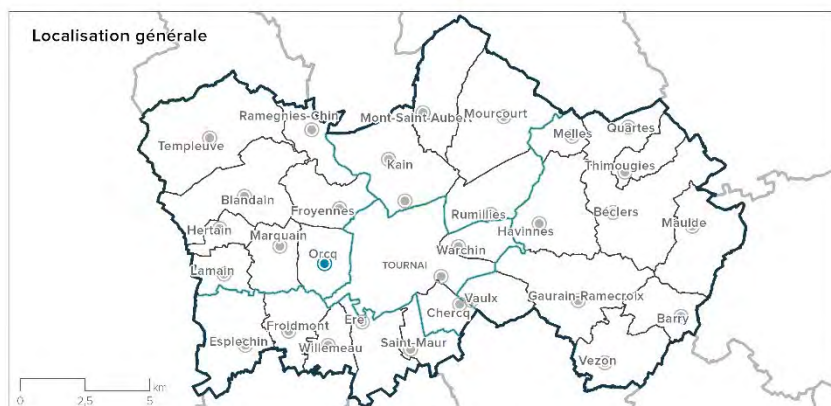 Localisation générale
Ramegnies-Chin
Mont-Saint-Aubert
Mourcourt
Melles
Quartes
Templeuve
Kain
Thimougies
Blandain
Froyennes
Rumillies
Béclers
Maulde
Hertain
Marquain
Havinnes
Orcq
Warchin
Lamain
TOURNAI
Vaulx
Gaurain-Ramecroix
Chercq
Barry
Froidmont
Ere
Esplechin
Willemeau
Saint-Maur
Vezon
km
0 2,5 5